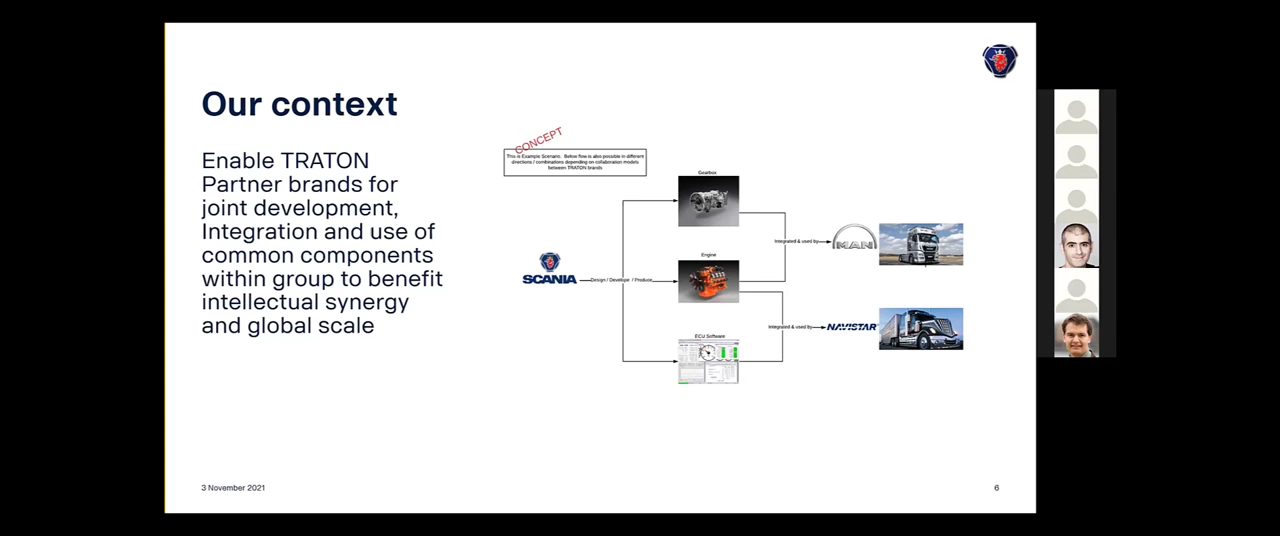 Our context
Enable TRATON
Partner brands for
joint development,
Integration and use of
common components
within group to benefit
intellectual synergy
and global scale
CONCEPT
This is Example Scenario. Below flow is also possible in different
directions / combinations depending on collaboration models
between TRATON brands
Gearbox
Integrated & used by
MAN
Engine
SCANIA
Design / Develope / Produce
Integrated & used by
NAVISTAR
ECU Software
3 November 2021
6